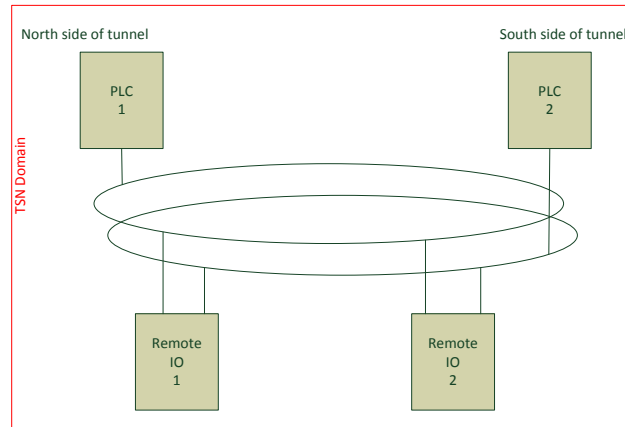 North side of tunnel
South side of tunnel
PLC
1
PLC
2
TSN Domain
Remote
IO
1
Remote
IO
2